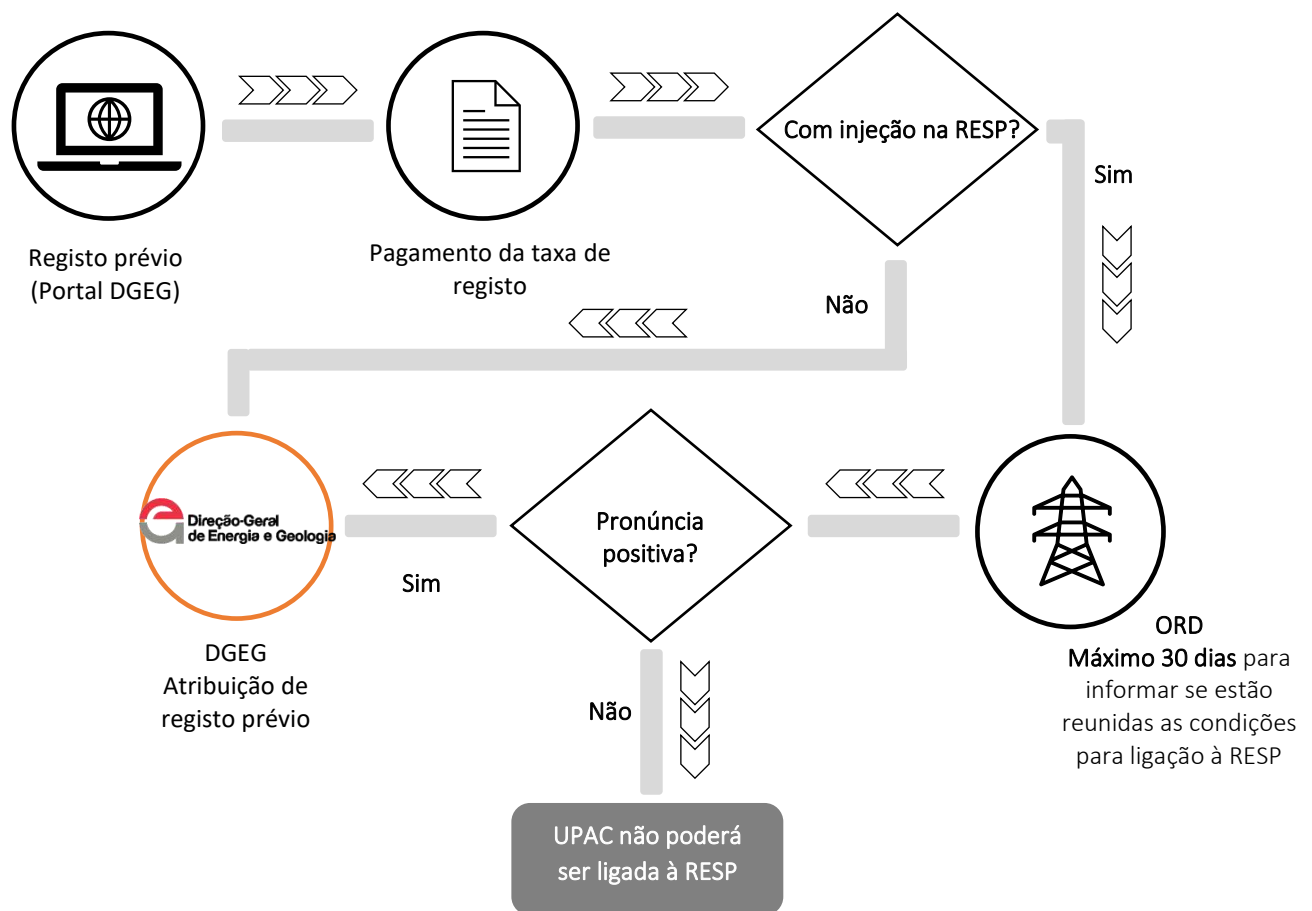 Com injeção na RESP?
Sim
Registo prévio
(Portal DGEG)
Pagamento da taxa de
registo
Não
Direção-Geral
de Energia e Geologia
Pronúncia
positiva?
Sim
ORD
Máximo 30 dias para
informar se estão
reunidas as condições
para ligação à RESP
DGEG
Atribuição de
registo prévio
Não
UPAC não poderá
ser ligada à RESP